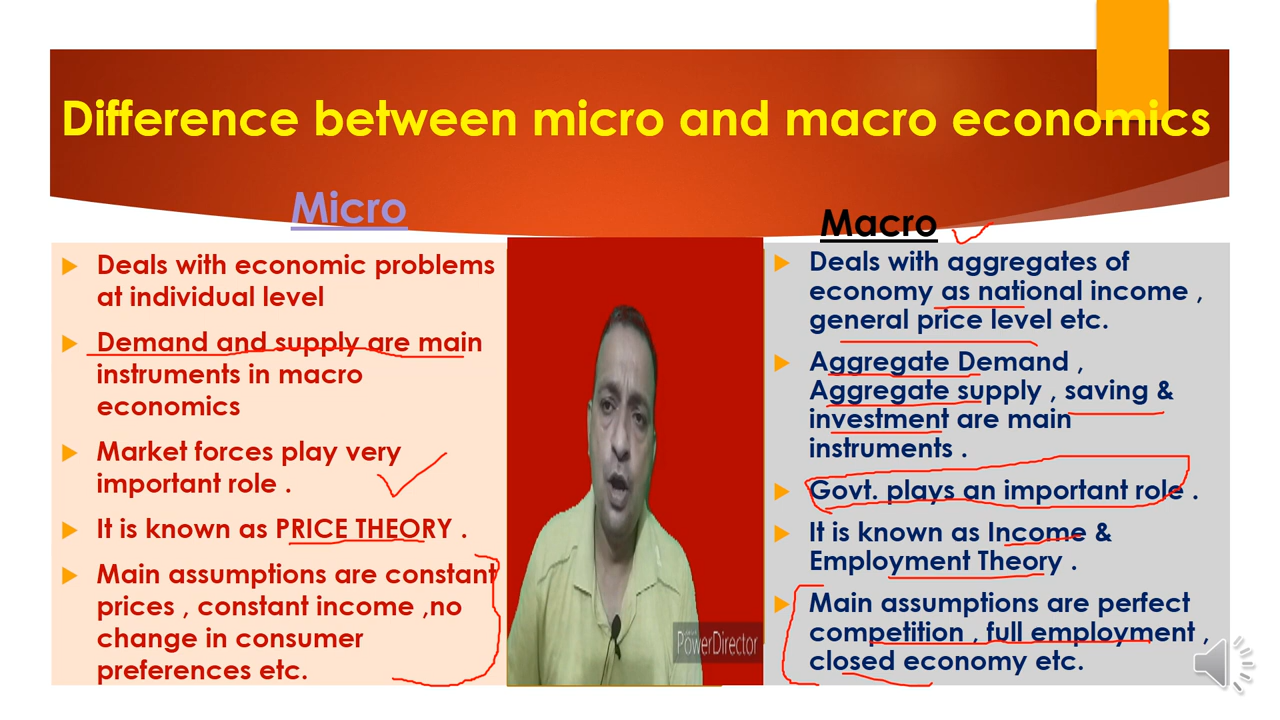 Difference between micro and macro economics
Micro
Deals with economic problems
at individual level
Demand and supply are main
instruments in macro
economics
Market forces play very
important role .
It is known as PRICE THEORY .
Main assumptions are constant
prices , constant income ,no
change in consumer
preferences etc.
PowerDirector
Macro
Deals with aggregates of
economy as national income ,
general price level etc.
Aggregate Demand ,
Aggregate supply , saving &
investment are main
instruments .
Govt. plays an important role .
It is known as Income &
Employment Theory .
Main assumptions are perfect
competition , full employment ,
closed economy etc.